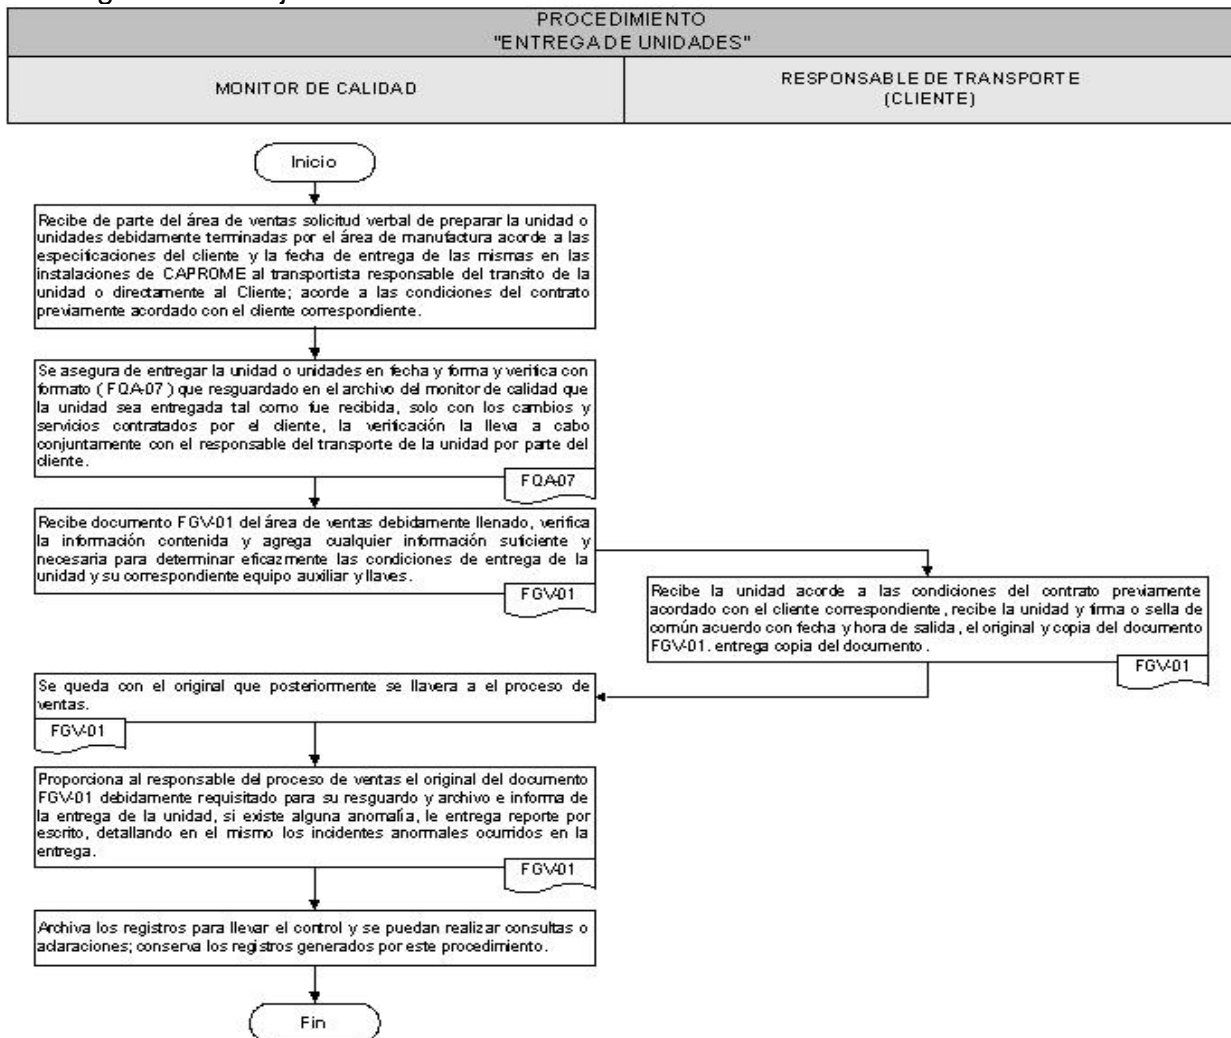 PROCEDIMIENTO
"ENTREGA DE UNIDADES"
MONITOR DE CALIDAD
RESPONSABLE DE TRANSPORTE
(CLIENTE)
Inicio
Recibe de parte del área de ventas solicitud verbal de preparar la unidad o
unidades debidamente terminadas por el área de manufactura acorde a las
especificaciones del cliente y la fecha de entrega de las mismas en las
instalaciones de CAPROME al transportista responsable del transito de la
unidad o directamente al Cliente; acorde a las condiciones del contrato
previamente acordado con el cliente correspondiente.
Se asegura de entregar la unidad o unidades en fecha y forma y verifica con
formato ( FQA-07 ) que resguardado en el archivo del monitor de calidad que
la unidad sea entregada tal como fue recibida, solo con los cambios y
servicios contratados por el cliente, la verificación la lleva a cabo
conjuntamente con el responsable del transporte de la unidad por parte del
cliente.
FQA-07
Recibe documento FGV-01 del área de ventas debidamente llenado, verifica
la información contenida y agrega cualquier información suficiente y
necesaria para determinar eficazmente las condiciones de entrega de la
unidad y su correspondiente equipo auxiliar y llaves.
FGV-01
Recibe la unidad acorde a las condiciones del contrato previamente
acordado con el cliente correspondiente, recibe la unidad y firma o sella de
común acuerdo con fecha y hora de salida, el original y copia del documento
FGV-01. entrega copia del documento.
FGV-01
Se queda con el original que posteriormente se llavera a el proceso de
ventas.
FGV-01
Proporciona al responsable del proceso de ventas el original del documento
FGV-01 debidamente requisitado para su resguardo y archivo e informa de
la entrega de la unidad, si existe alguna anomalía, le entrega reporte por
escrito, detallando en el mismo los incidentes anormales ocurridos en la
entrega.
FGV-01
Archiva los registros para llevar el control y se puedan realizar consultas o
aclaraciones; conserva los registros generados por este procedimiento.
Fin